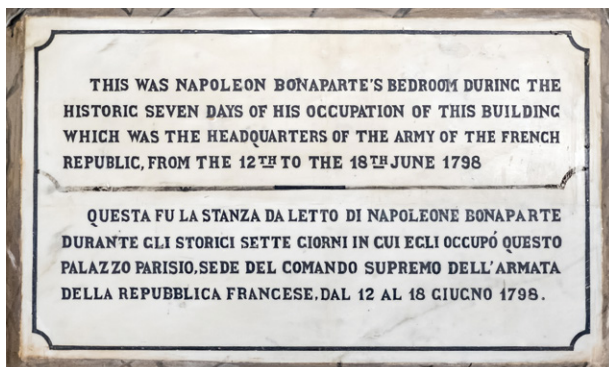 THIS WAS NAPOLEON BONAPARTE'S BEDROOM DURING THE
HISTORIC SEVEN DAYS OF HIS OCCUPATION OF THIS BUILDING
WHICH WAS THE HEADQUARTERS OF THE ARMY OF THE FRENCH
REPUBLIC, FROM THE 12TH TO THE 18TH JUNE 1798
QUESTA FU LA STANZA DA LETTO DI NAPOLEONE BONAPARTE
DURANTE GLI STORICI SETTE GIORNI IN CUI EGLI OCCUPÓ QUESTO
PALAZZO PARISIO, SEDE DEL COMANDO SUPREMO DELL'ARMATA
DELLA REPUBBLICA FRANCESE, DAL 12 AL 18 GIUGNO 1798.